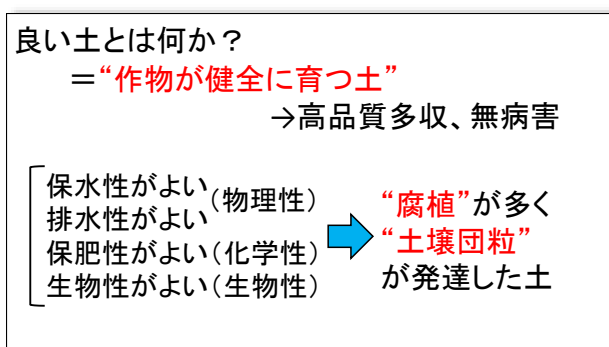 良い土とは何か？
＝“作物が健全に育つ土”
→高品質多収、無病害
保水性がよい
排水性がよい
（物理性）
保肥性がよい（化学性）
生物性がよい（生物性）
“腐植”が多く
“土壌団粒”
が発達した土